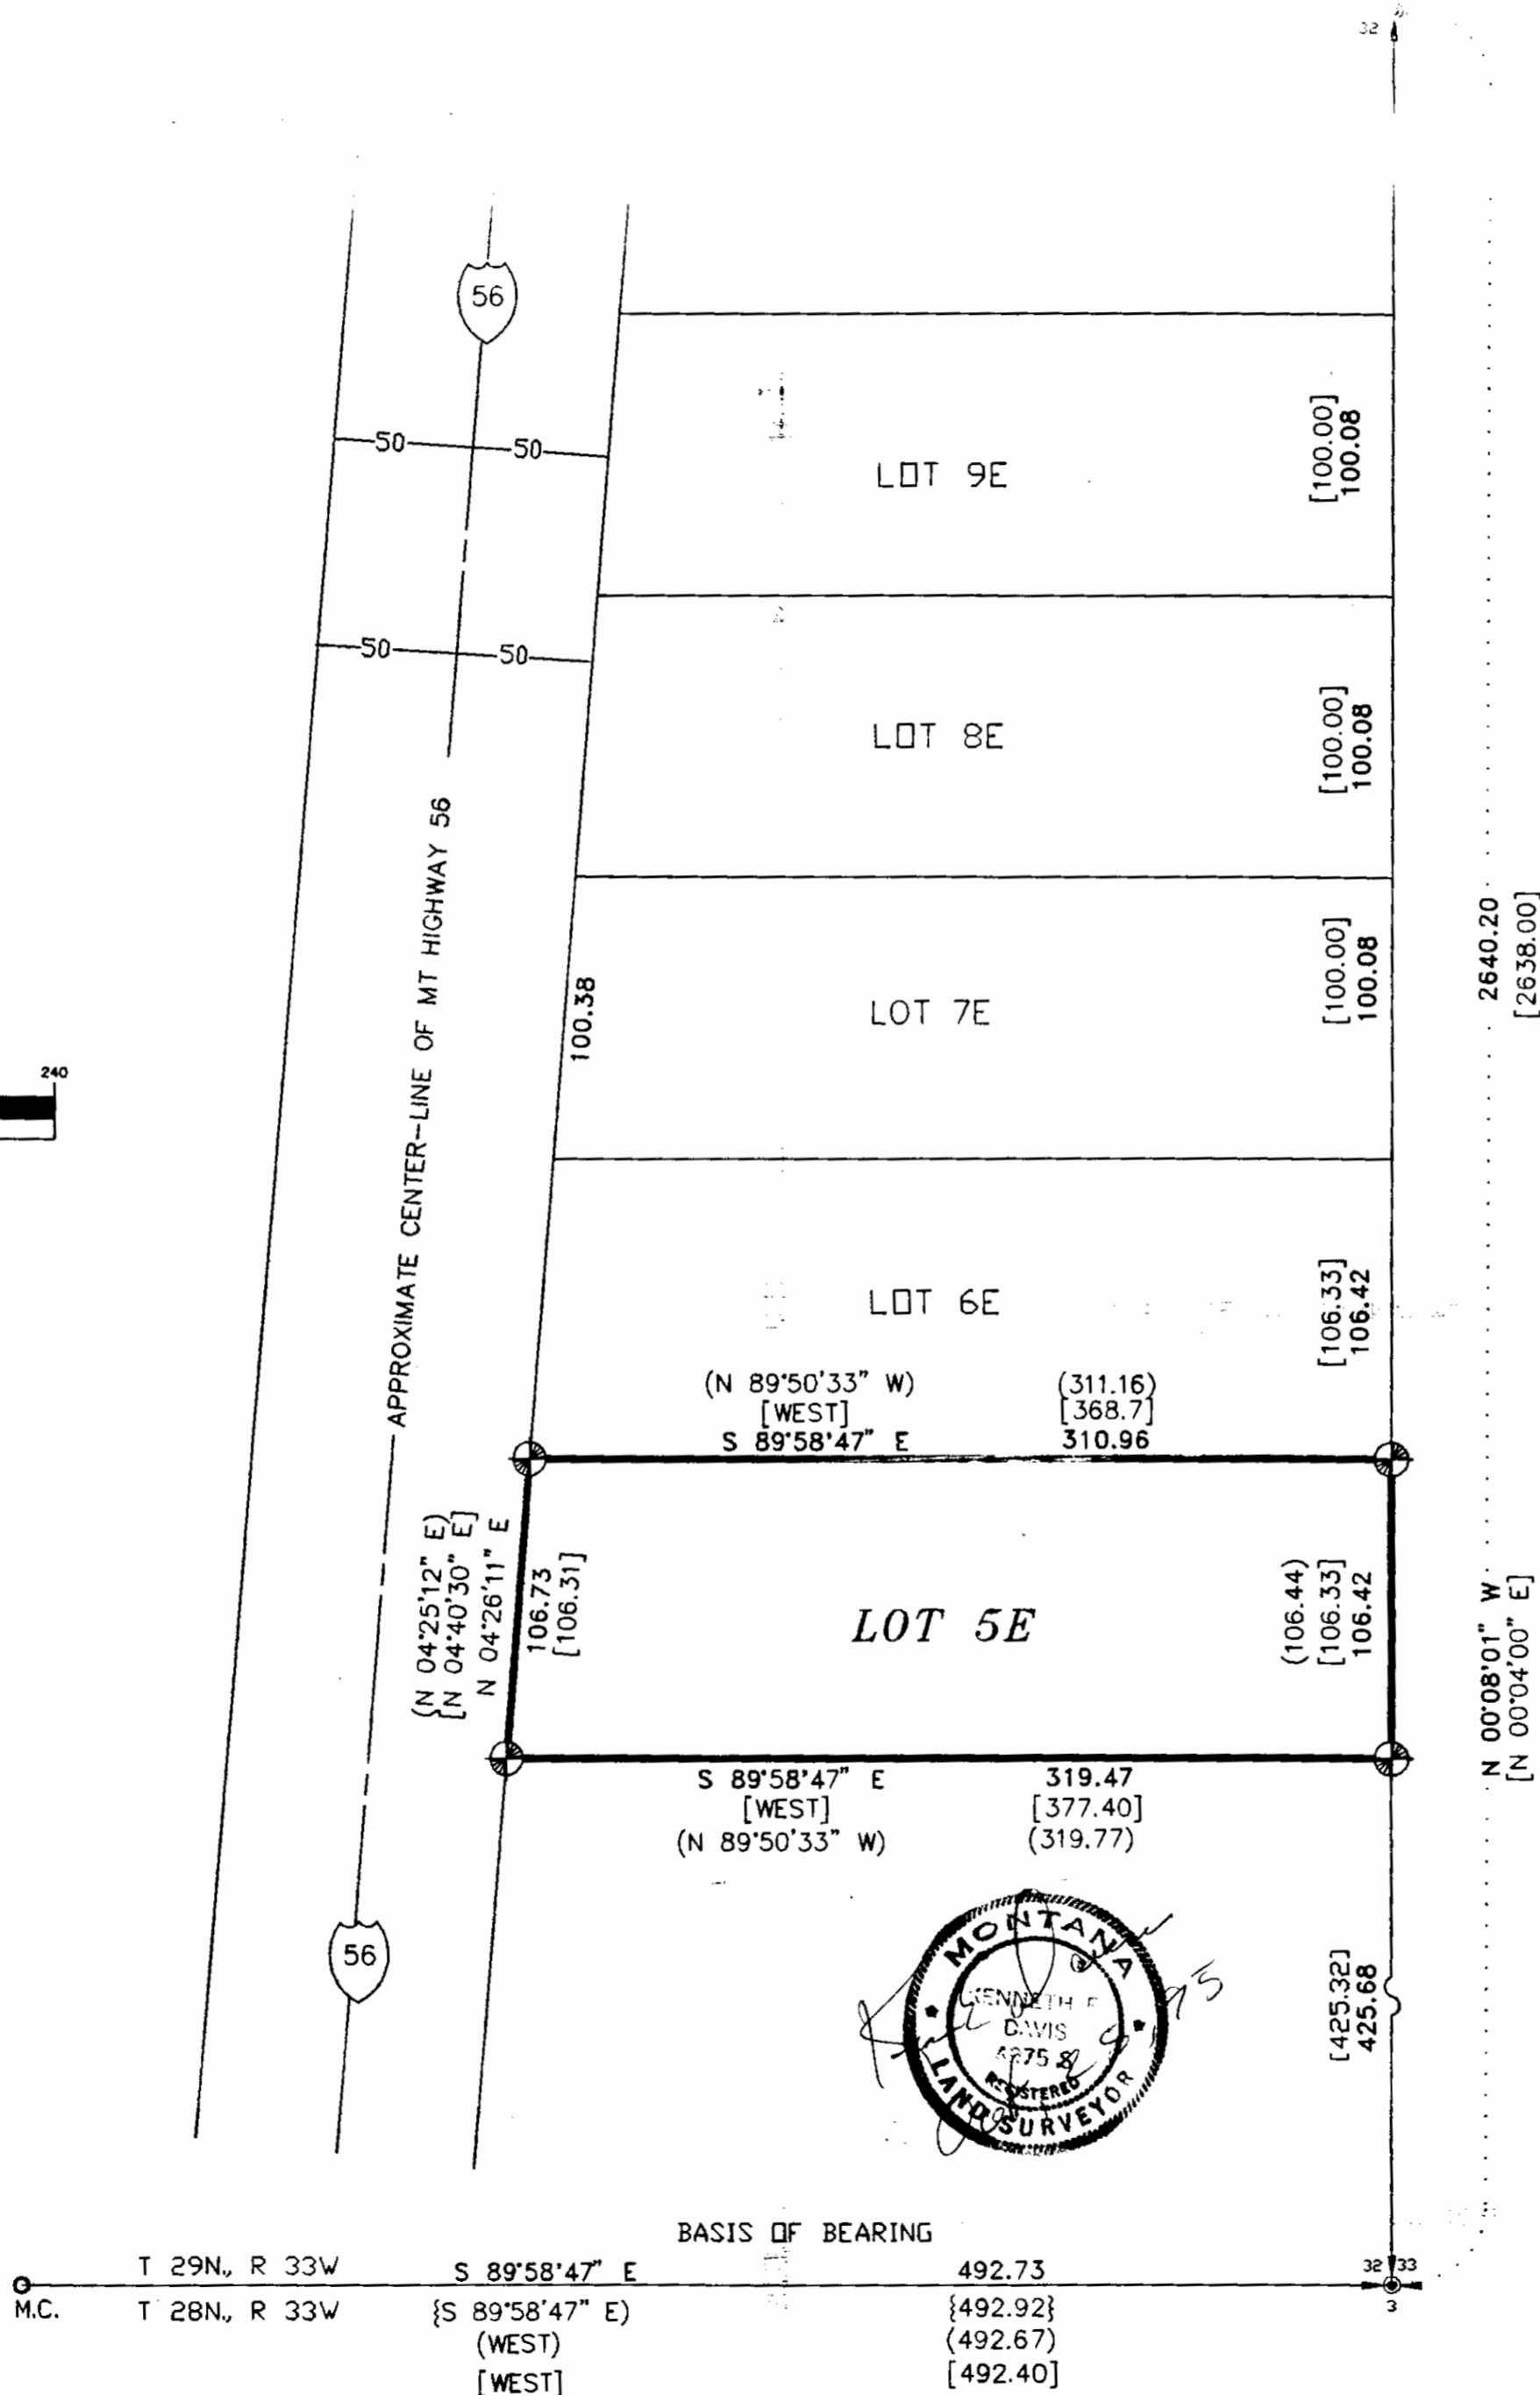 32
56
50 50
LOT 9E
[100.00]
100.08
50 50
LOT 8E
[100.00]
100.08
APPROXIMATE CENTER-LINE OF MT HIGHWAY 56
100.38
LOT 7E
[100.00]
100.08
2640.20
[2638.00]
240
LOT 6E
[106.33]
106.42
(N 89°50'33" W) (311.16)
[WEST] [368.7]
S 89°58'47" E 310.96
(N 04°25'12" E)
[N 04°40'30" E]
N 04°26'11" E
106.73
[106.31]
LOT 5E
(106.44)
[106.33]
106.42
N 00°08'01" W
[N 00°04'00" E]
S 89°58'47" E 319.47
[WEST] [377.40]
(N 89°50'33" W) (319.77)
56
MONTANA
KENNETH E
DAVIS
REGISTERED
LAND SURVEYOR
[425.32]
425.68
BASIS OF BEARING
T 29N., R 33W S 89°58'47" E 492.73 32 33
M.C. T 28N., R 33W {S 89°58'47" E) {492.92} 3
(WEST) (492.67)
[WEST] [492.40]